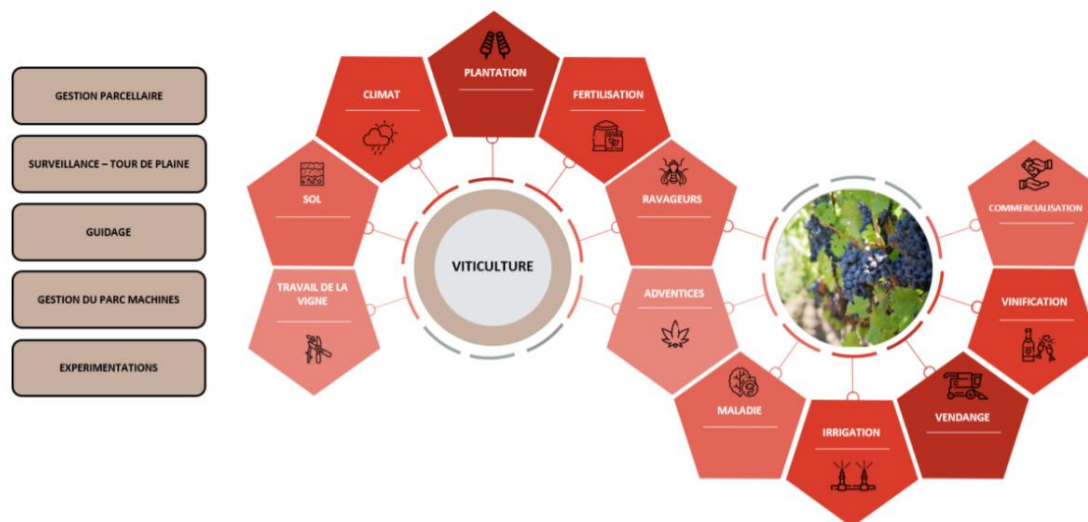 GESTION PARCELLAIRE
SURVEILLANCE – TOUR DE PLAINE
GUIDAGE
GESTION DU PARC MACHINES
EXPERIMENTATIONS
TRAVAIL DE LA
VIGNE
SOL
CLIMAT
PLANTATION
FERTILISATION
RAVAGEURS
VITICULTURE
ADVENTICES
MALADIE
IRRIGATION
VENDANGE
VINIFICATION
COMMERCIALISATION